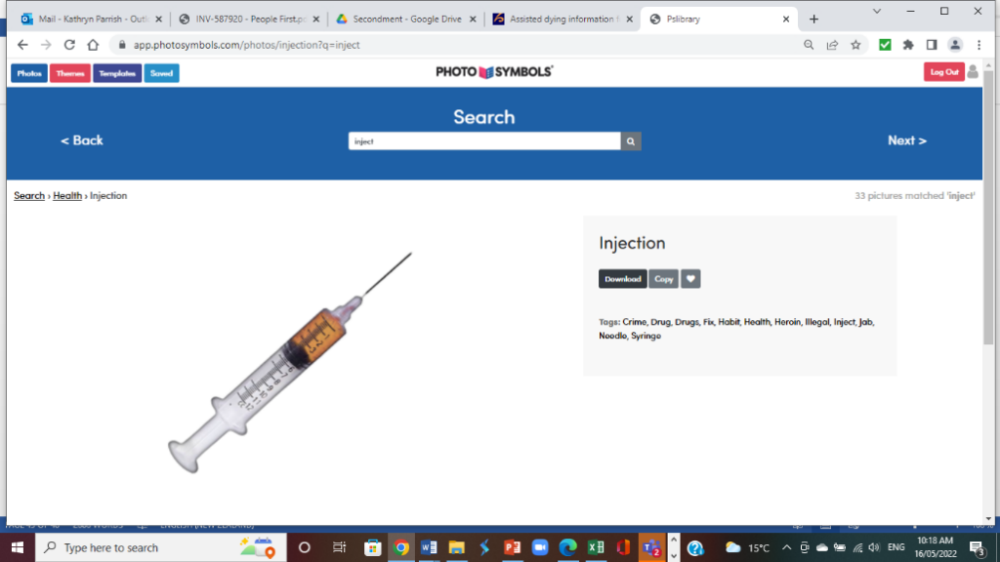 Mail - Kathryn Parrish - Outl
INV-587920 - People First.p
Secondment - Google Drive
Assisted dying information
Pslibrary
app.photosymbols.com/photos/injection?q=inject
Photos
Themes
Templates
Saved
PHOTO SYMBOLS
Log Out
Search
< Back
inject
Next >
Search › Health › Injection
33 pictures matched 'inject'
Injection
Download
Copy
Tags: Crime, Drug, Drugs, Fix, Habit, Health, Heroin, Illegal, Inject, Jab,
Needle, Syringe
Type here to search
15°C
ENG
10:18 AM
16/05/2022
3